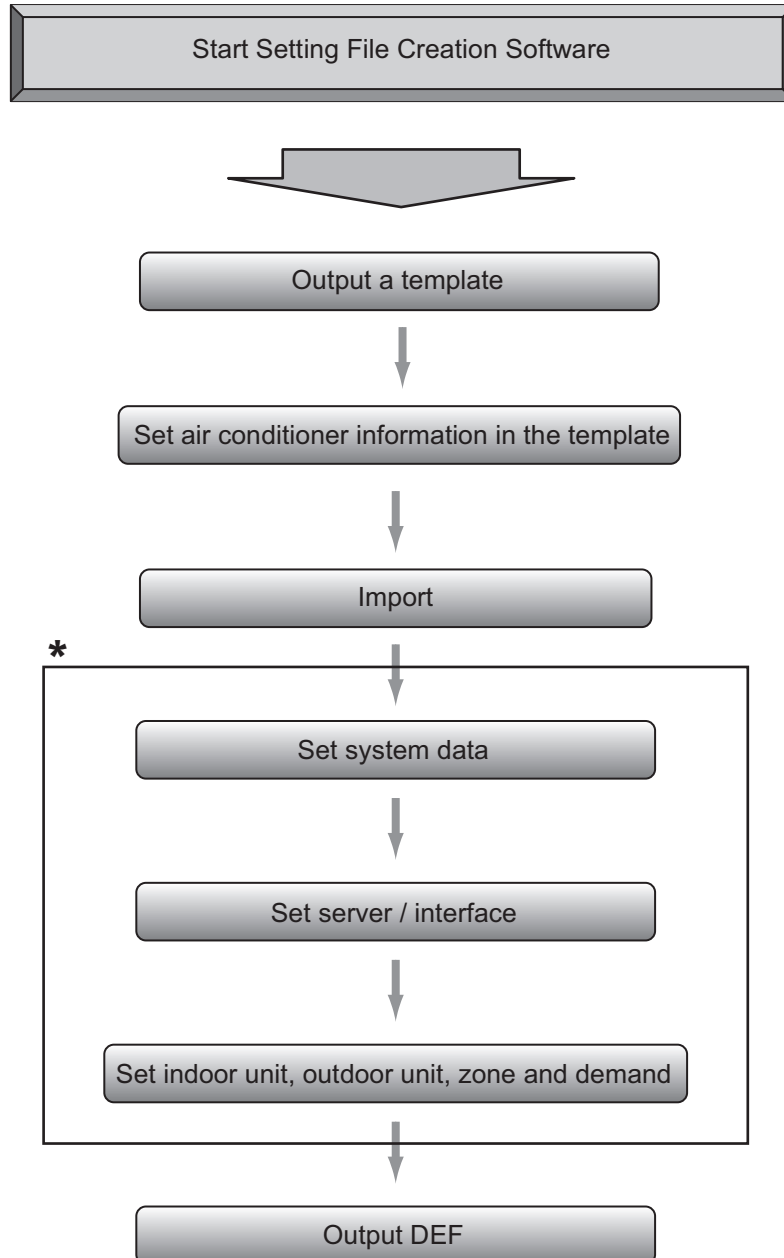 Start Setting File Creation Software
Output a template
Set air conditioner information in the template
Import
*
Set system data
Set server / interface
Set indoor unit, outdoor unit, zone and demand
Output DEF